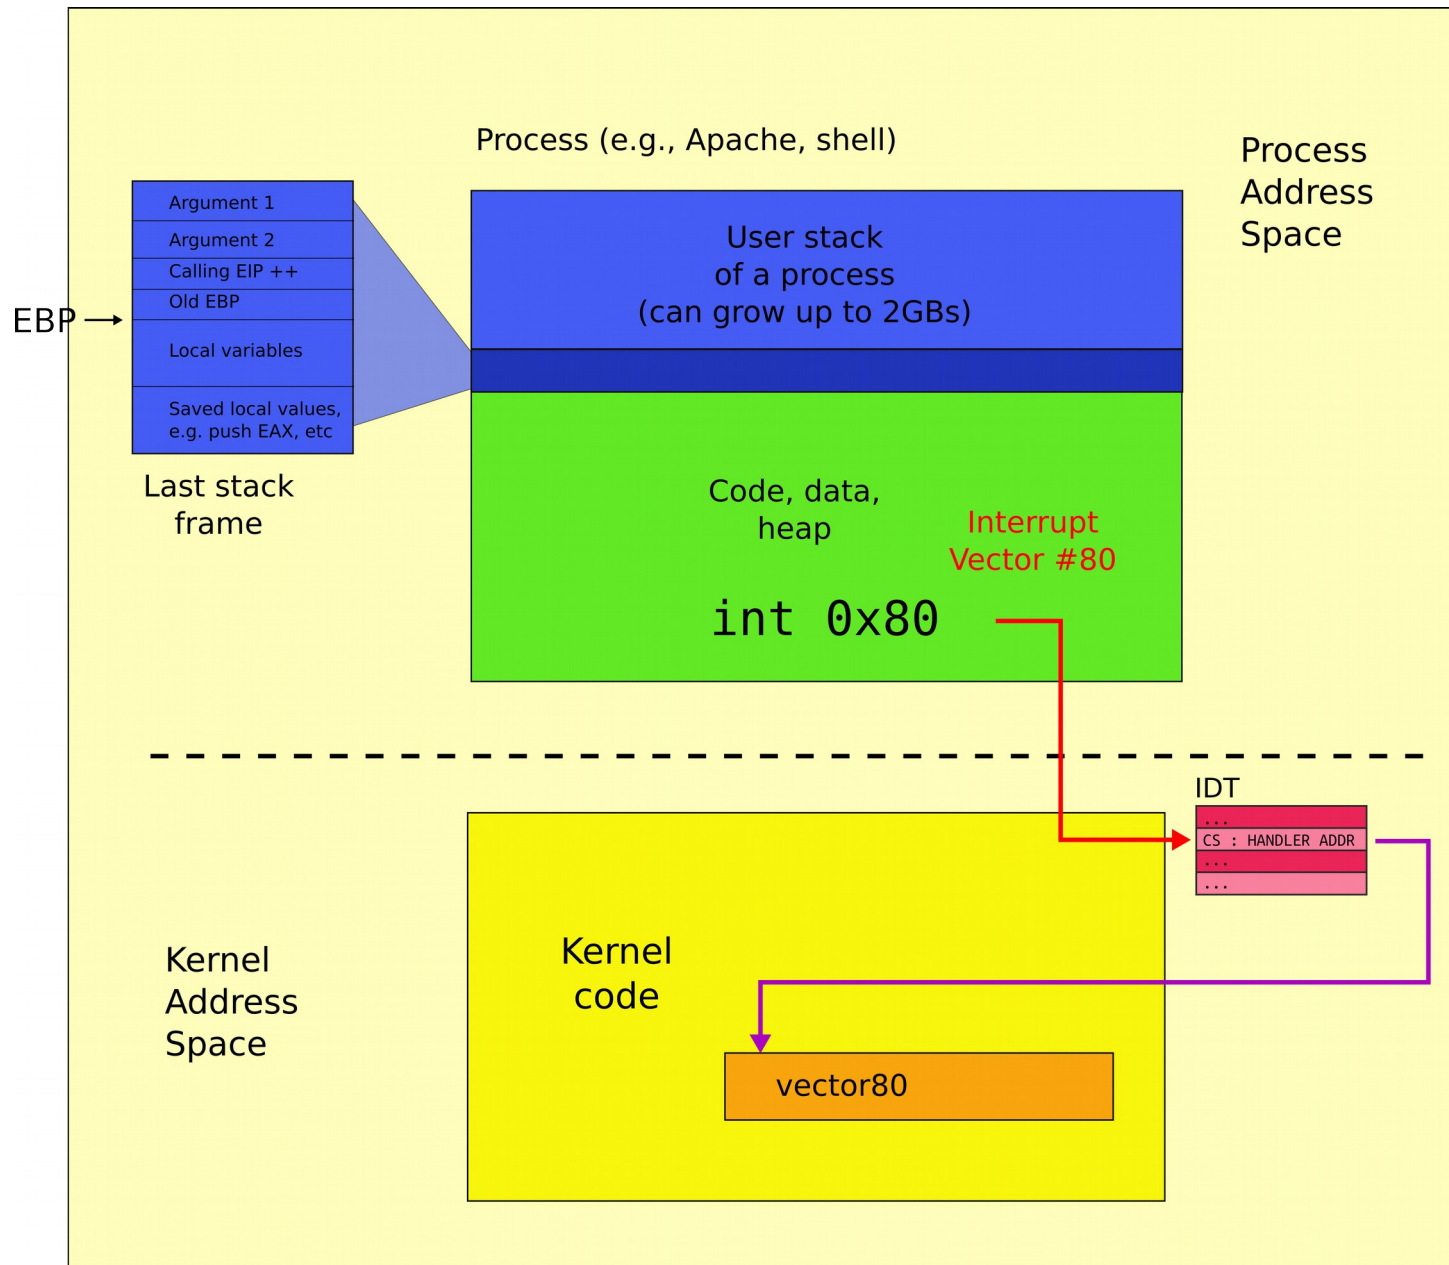 Process (e.g., Apache, shell)
Process
Address
Space
Argument 1
Argument 2
Calling EIP ++
Old EBP
EBP
Local variables
Saved local values,
e.g. push EAX, etc
Last stack
frame
User stack
of a process
(can grow up to 2GBs)
Code, data,
heap
Interrupt
Vector #80
int 0x80
IDT
...
CS : HANDLER ADDR
...
...
Kernel
Address
Space
Kernel
code
vector80